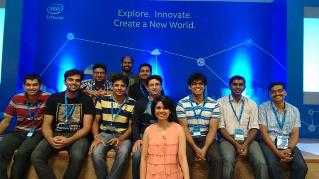 intel
Software
Explore. Innovate.
Create a New World.